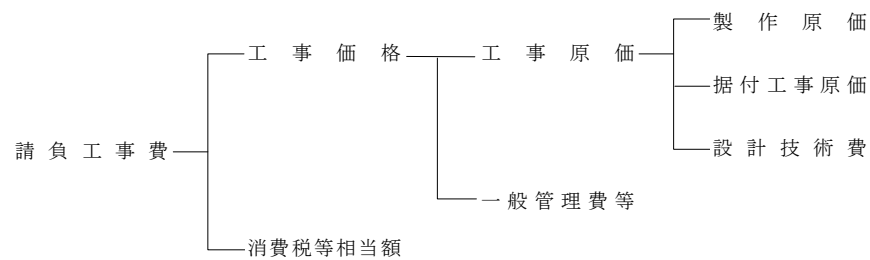 製作原価
工事価格
工事原価
据付工事原価
請負工事費
設計技術費
一般管理費等
消費税等相当額